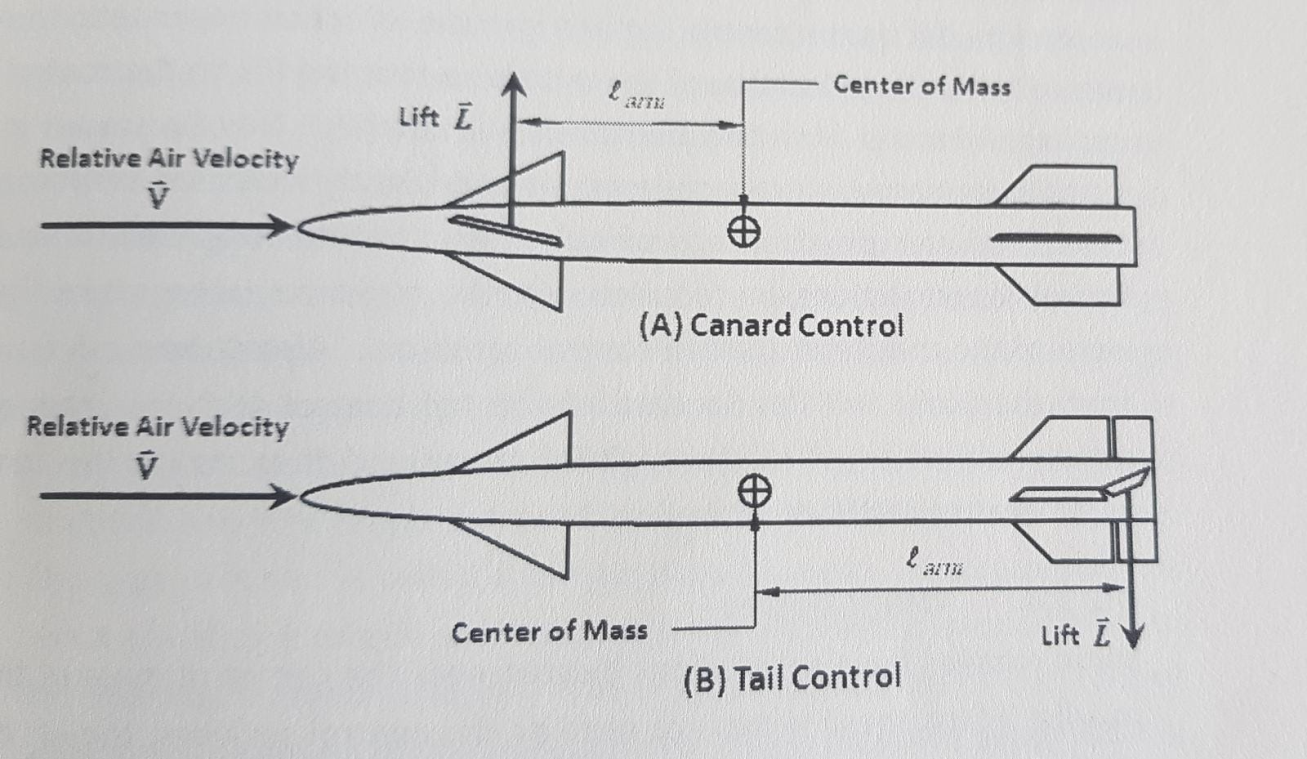 Center of Mass
ℓ arm
Lift L⃗
Relative Air Velocity
V⃗
(A) Canard Control
Relative Air Velocity
V⃗
ℓ arm
Center of Mass
Lift L⃗
(B) Tail Control